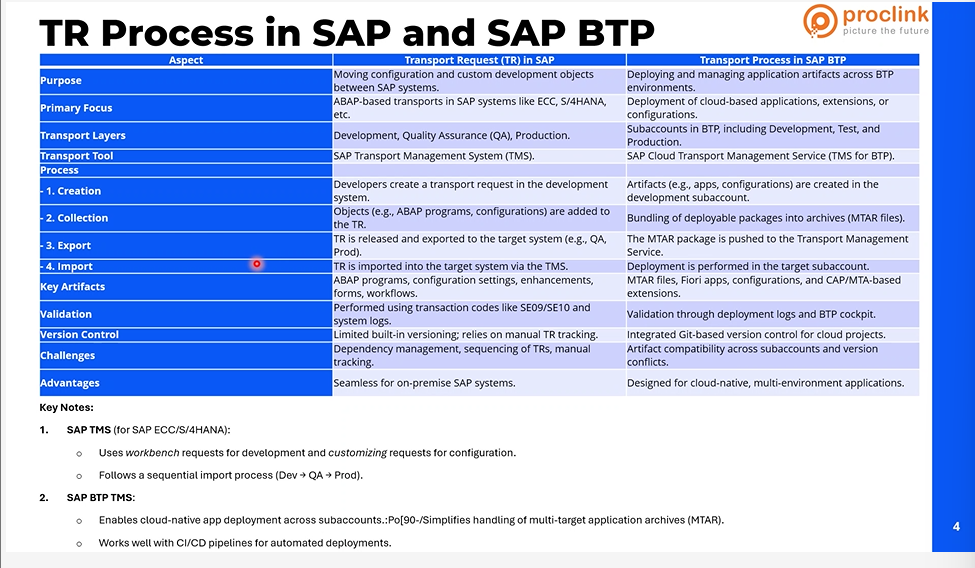 TR Process in SAP and SAP BTP
proclink
picture the future
Aspect Transport Request (TR) in SAP Transport Process in SAP BTP
Purpose
Moving configuration and custom development objects
between SAP systems.
Deploying and managing application artifacts across BTP
environments.
Primary Focus
ABAP-based transports in SAP systems like ECC, S/4HANA,
etc.
Deployment of cloud-based applications, extensions, or
configurations.
Transport Layers
Development, Quality Assurance (QA), Production.
Subaccounts in BTP, including Development, Test, and
Production.
Transport Tool
SAP Transport Management System (TMS).
SAP Cloud Transport Management Service (TMS for BTP).
Process
- 1. Creation
Developers create a transport request in the development
system.
Artifacts (e.g., apps, configurations) are created in the
development subaccount.
- 2. Collection
Objects (e.g., ABAP programs, configurations) are added to
the TR.
Bundling of deployable packages into archives (MTAR files).
- 3. Export
TR is released and exported to the target system (e.g., QA,
Prod).
The MTAR package is pushed to the Transport Management
Service.
- 4. Import
TR is imported into the target system via the TMS.
Deployment is performed in the target subaccount.
Key Artifacts
ABAP programs, configuration settings, enhancements,
forms, workflows.
MTAR files, Fiori apps, configurations, and CAP/MTA-based
extensions.
Validation
Performed using transaction codes like SE09/SE10 and
system logs.
Validation through deployment logs and BTP cockpit.
Version Control
Limited built-in versioning; relies on manual TR tracking.
Integrated Git-based version control for cloud projects.
Challenges
Dependency management, sequencing of TRs, manual
tracking.
Artifact compatibility across subaccounts and version
conflicts.
Advantages
Seamless for on-premise SAP systems.
Designed for cloud-native, multi-environment applications.
Key Notes:
1. SAP TMS (for SAP ECC/S/4HANA):
o Uses workbench requests for development and customizing requests for configuration.
o Follows a sequential import process (Dev → QA → Prod).
2. SAP BTP TMS:
o Enables cloud-native app deployment across subaccounts.:Po[90-/Simplifies handling of multi-target application archives (MTAR).
o Works well with CI/CD pipelines for automated deployments.
4